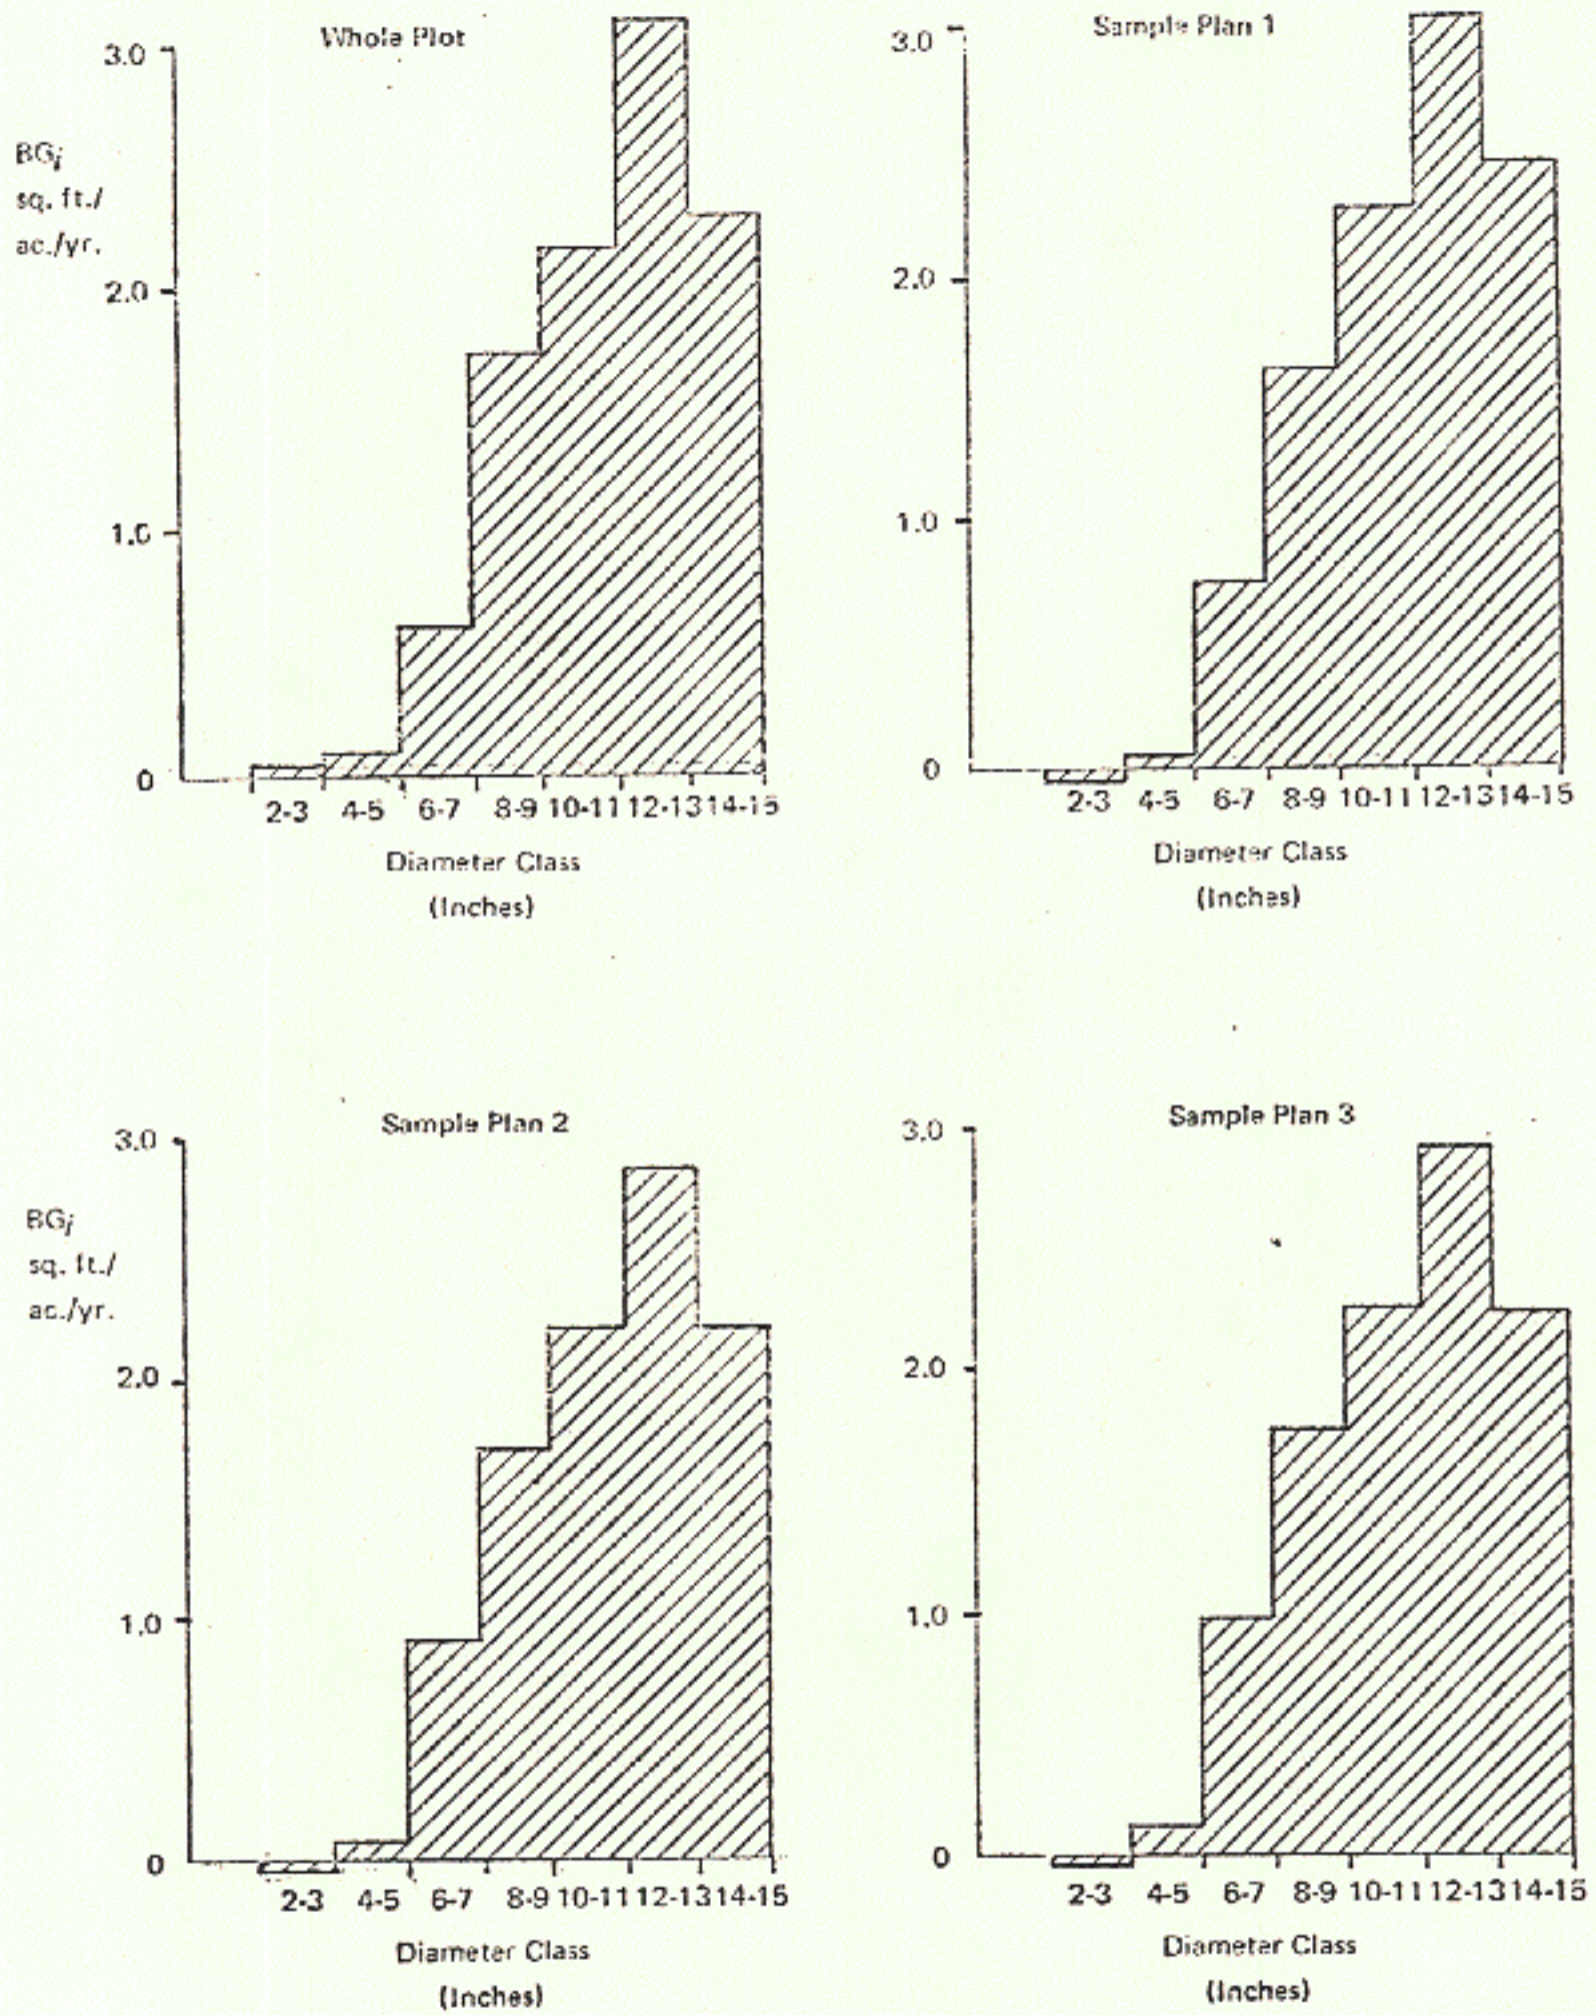 Whole Plot
3.0
BGi
sq. ft./
ac./yr.
2.0
1.0
0
2-3 4-5 6-7 8-9 10-11 12-13 14-15
Diameter Class
(Inches)
Sample Plan 1
3.0
2.0
1.0
0
2-3 4-5 6-7 8-9 10-11 12-13 14-15
Diameter Class
(Inches)
Sample Plan 2
3.0
BGi
sq. ft./
ac./yr.
2.0
1.0
0
2-3 4-5 6-7 8-9 10-11 12-13 14-15
Diameter Class
(Inches)
Sample Plan 3
3.0
2.0
1.0
0
2-3 4-5 6-7 8-9 10-11 12-13 14-15
Diameter Class
(Inches)